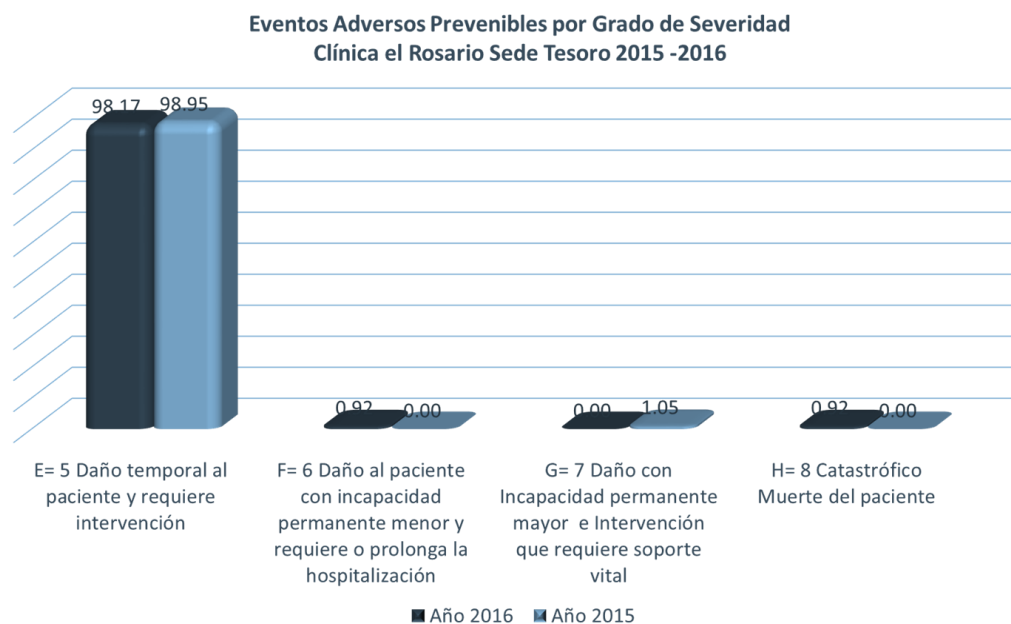 Eventos Adversos Prevenibles por Grado de Severidad
Clínica el Rosario Sede Tesoro 2015 -2016
98.17 98.95
0.92 0.00
0.00 1.05
0.92 0.00
E= 5 Daño temporal al
paciente y requiere
intervención
F= 6 Daño al paciente
con incapacidad
permanente menor y
requiere o prolonga la
hospitalización
G= 7 Daño con
Incapacidad permanente
mayor e Intervención
que requiere soporte
vital
H= 8 Catastrófico
Muerte del paciente
Año 2016 Año 2015